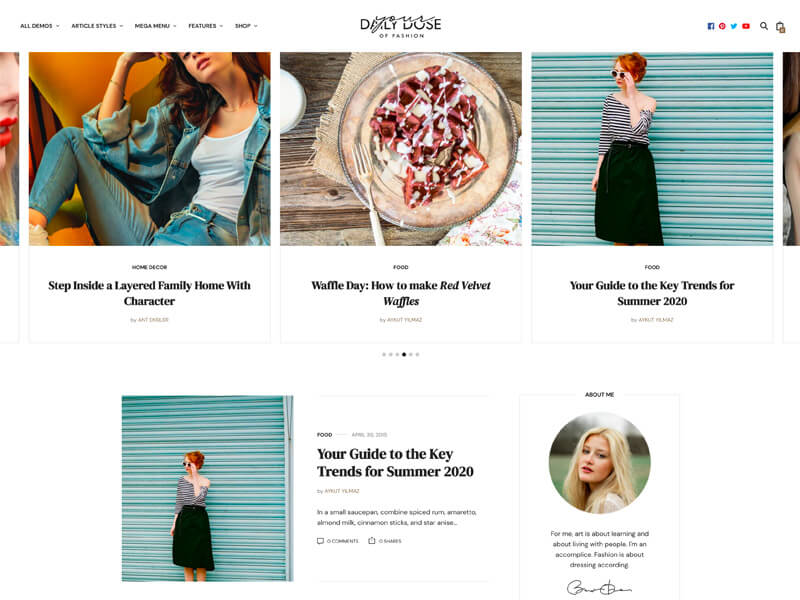 ALL DEMOS
ARTICLE STYLES
MEGA MENU
FEATURES
SHOP
your
DAILY DOSE
OF FASHION
HOME DECOR
Step Inside a Layered Family Home With
Character
by ANT DIXILER
FOOD
Waffle Day: How to make Red Velvet
Waffles
by AYKUT YILMAZ
FOOD
Your Guide to the Key Trends for
Summer 2020
by AYKUT YILMAZ
FOOD
APRIL 30, 2015
Your Guide to the Key
Trends for Summer 2020
by AYKUT YILMAZ
In a small saucepan, combine spiced rum, amaretto,
almond milk, cinnamon sticks, and star anise...
0 COMMENTS
0 SHARES
ABOUT ME
For me, art is about learning and
about living with people. I'm an
accomplice. Fashion is about
dressing according.